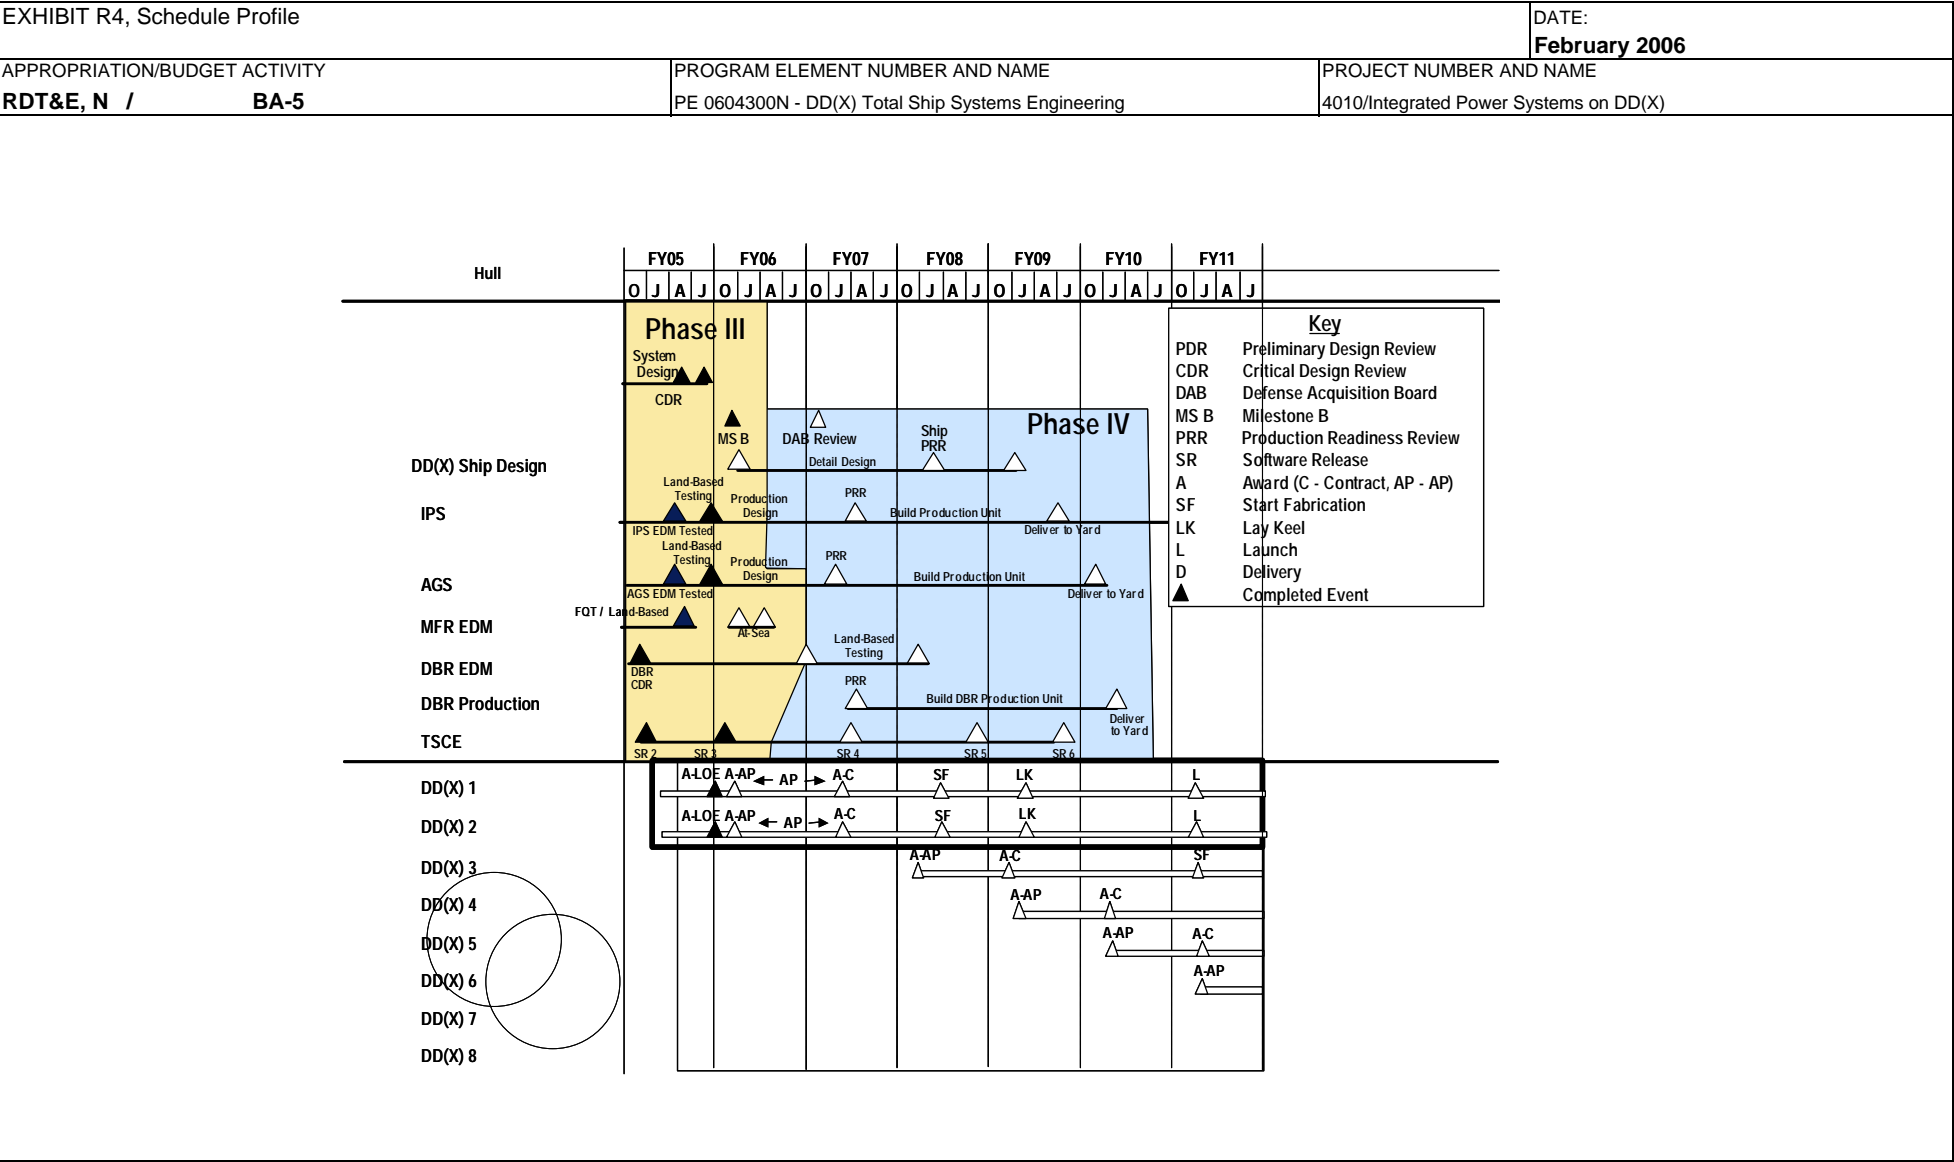 EXHIBIT R4, Schedule Profile
DATE:
February 2006
APPROPRIATION/BUDGET ACTIVITY
PROGRAM ELEMENT NUMBER AND NAME
PROJECT NUMBER AND NAME
RDT&E, N / BA-5
PE 0604300N - DD(X) Total Ship Systems Engineering
4010/Integrated Power Systems on DD(X)
Hull
FY05 FY06 FY07 FY08 FY09 FY10 FY11
O J A J O J A J O J A J O J A J O J A J O J A J O J A J
Phase III
System
Design
CDR
MS B
DAB Review
Ship
PRR
Phase IV
DD(X) Ship Design
Detail Design
Land-Based
Testing
Production
Design
PRR
IPS
Build Production Unit
IPS EDM Tested
Deliver to Yard
Land-Based
Testing
Production
Design
PRR
AGS
Build Production Unit
AGS EDM Tested
Deliver to Yard
FQT / Land-Based
MFR EDM
At-Sea
Land-Based
Testing
DBR EDM
DBR
CDR
PRR
DBR Production
Build DBR Production Unit
Deliver
to Yard
TSCE
SR 2 SR 3 SR 4 SR 5 SR 6
Key
PDR Preliminary Design Review
CDR Critical Design Review
DAB Defense Acquisition Board
MS B Milestone B
PRR Production Readiness Review
SR Software Release
A Award (C - Contract, AP - AP)
SF Start Fabrication
LK Lay Keel
L Launch
D Delivery
Completed Event
DD(X) 1 A-LOE A-AP AP A-C SF LK L
DD(X) 2 A-LOE A-AP AP A-C SF LK L
DD(X) 3 A-AP A-C SF
DD(X) 4 A-AP A-C
DD(X) 5 A-AP A-C
DD(X) 6 A-AP
DD(X) 7
DD(X) 8